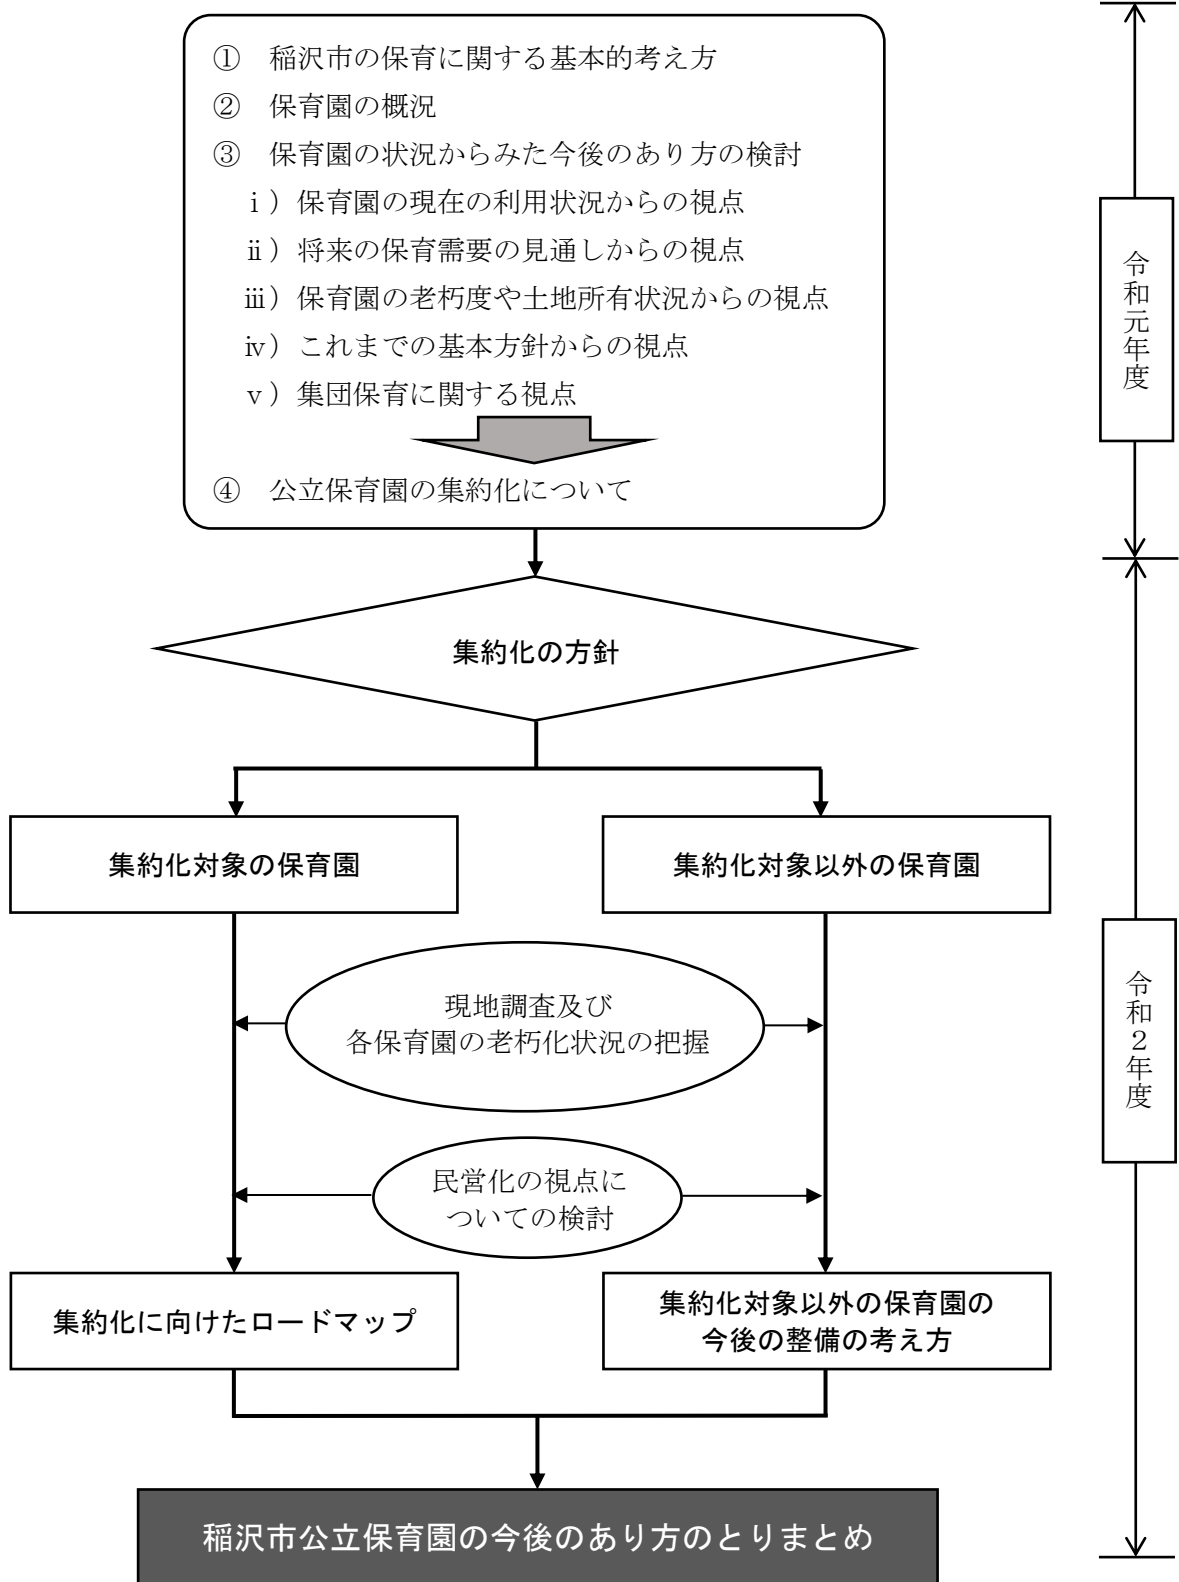 ① 稲沢市の保育に関する基本的考え方
② 保育園の概況
③ 保育園の状況からみた今後のあり方の検討
ⅰ）保育園の現在の利用状況からの視点
ⅱ）将来の保育需要の見通しからの視点
ⅲ）保育園の老朽度や土地所有状況からの視点
ⅳ）これまでの基本方針からの視点
ⅴ）集団保育に関する視点
④ 公立保育園の集約化について
令和元年度
集約化の方針
集約化対象の保育園
集約化対象以外の保育園
現地調査及び
各保育園の老朽化状況の把握
令和２年度
民営化の視点に
ついての検討
集約化に向けたロードマップ
集約化対象以外の保育園の
今後の整備の考え方
稲沢市公立保育園の今後のあり方のとりまとめ